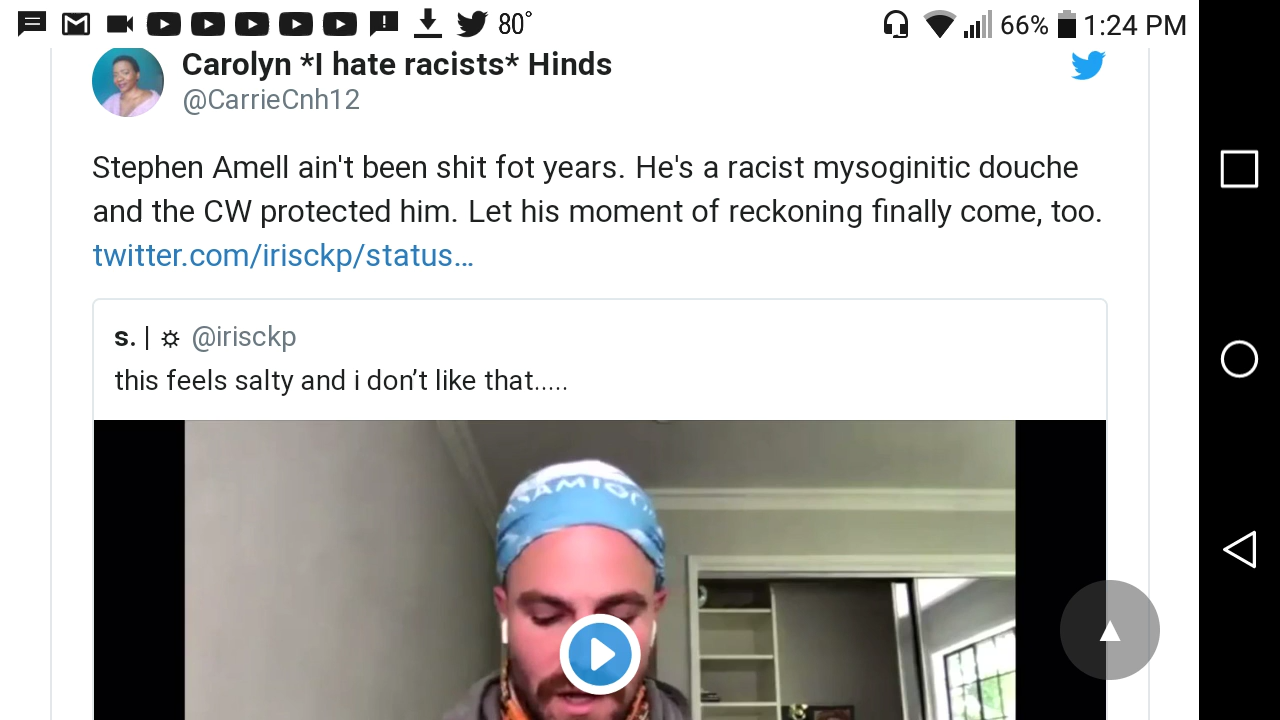 80° 66% 1:24 PM
Carolyn *I hate racists* Hinds
@CarrieCnh12
Stephen Amell ain't been shit fot years. He's a racist mysoginitic douche
and the CW protected him. Let his moment of reckoning finally come, too.
twitter.com/irisckp/status…
s. | ☼ @irisckp
this feels salty and i don’t like that.....